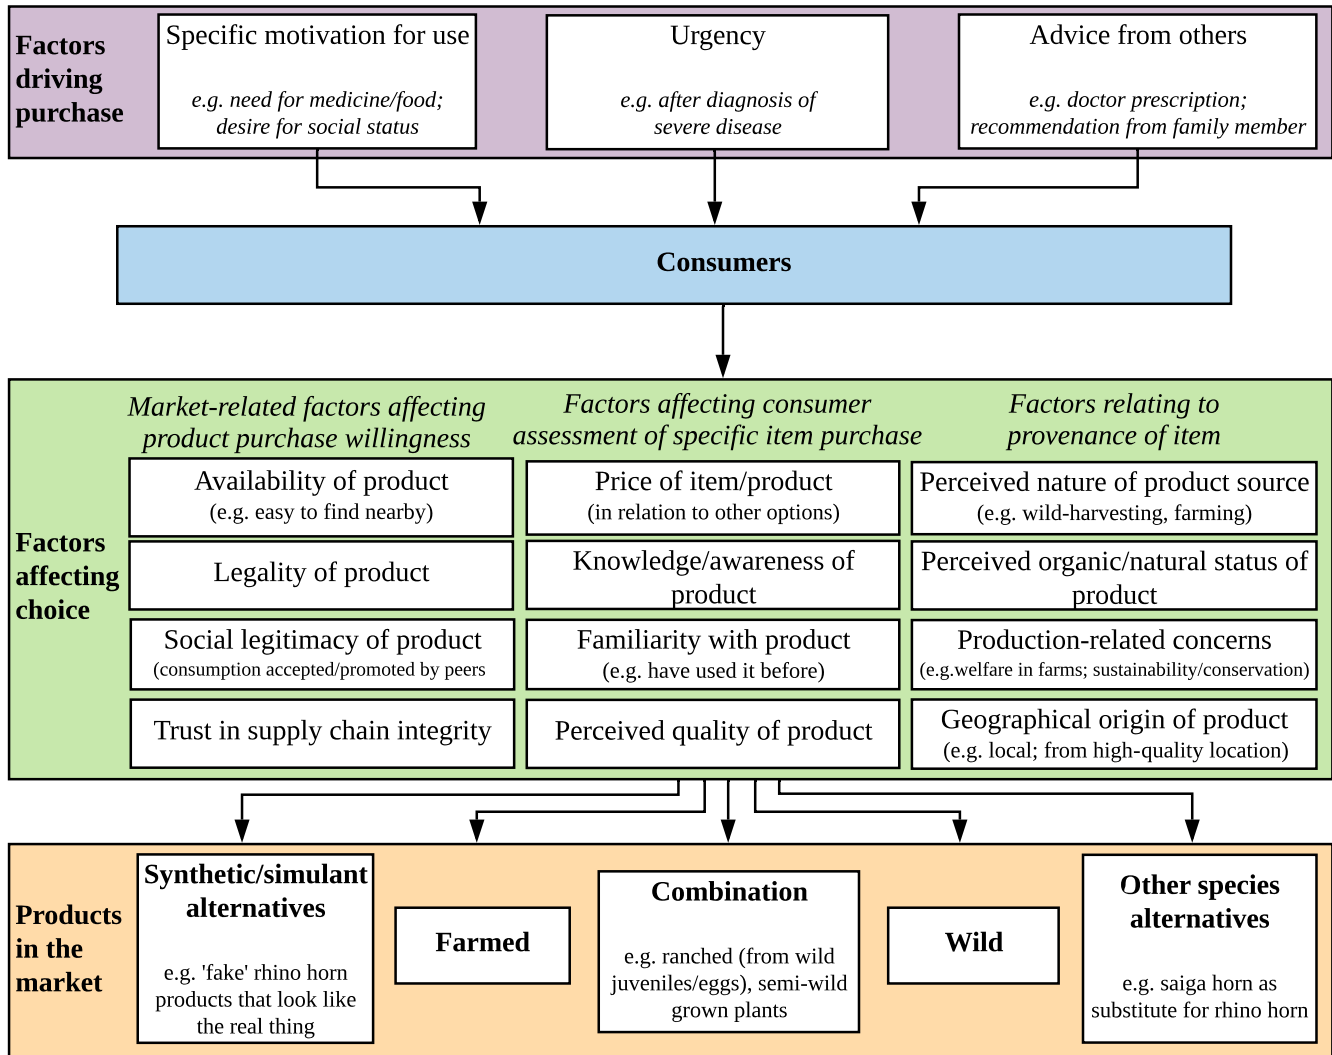 Factors
driving
purchase
Specific motivation for use
e.g. need for medicine/food;
desire for social status
Urgency
e.g. after diagnosis of
severe disease
Advice from others
e.g. doctor prescription;
recommendation from family member
Consumers
Factors
affecting
choice
Market-related factors affecting
product purchase willingness
Availability of product
(e.g. easy to find nearby)
Legality of product
Social legitimacy of product
(consumption accepted/promoted by peers
Trust in supply chain integrity
Factors affecting consumer
assessment of specific item purchase
Price of item/product
(in relation to other options)
Knowledge/awareness of
product
Familiarity with product
(e.g. have used it before)
Perceived quality of product
Factors relating to
provenance of item
Perceived nature of product source
(e.g. wild-harvesting, farming)
Perceived organic/natural status of
product
Production-related concerns
(e.g.welfare in farms; sustainability/conservation)
Geographical origin of product
(e.g. local; from high-quality location)
Products
in the
market
Synthetic/simulant
alternatives
e.g. 'fake' rhino horn
products that look like
the real thing
Farmed
Combination
e.g. ranched (from wild
juveniles/eggs), semi-wild
grown plants
Wild
Other species
alternatives
e.g. saiga horn as
substitute for rhino horn